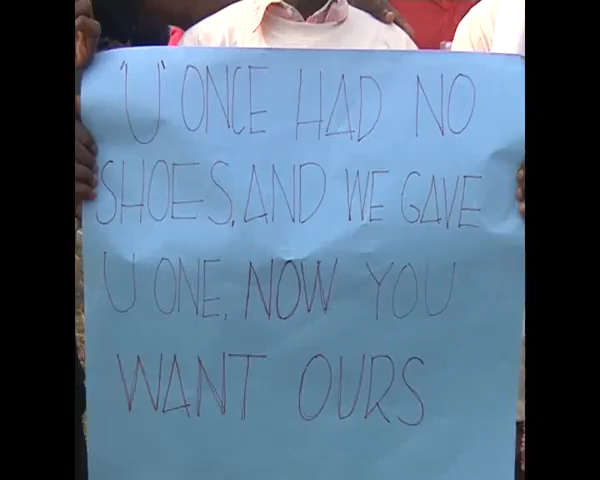 "U" ONCE HAD NO
SHOES, AND WE GAVE
U ONE, NOW YOU
WANT OURS